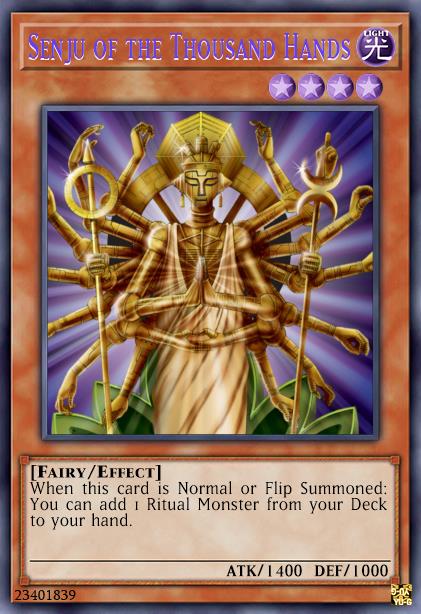 Senju of the Thousand Hands
LIGHT
光
[Fairy/Effect]
When this card is Normal or Flip Summoned:
You can add 1 Ritual Monster from your Deck
to your hand.
ATK/1400 DEF/1000
23401839